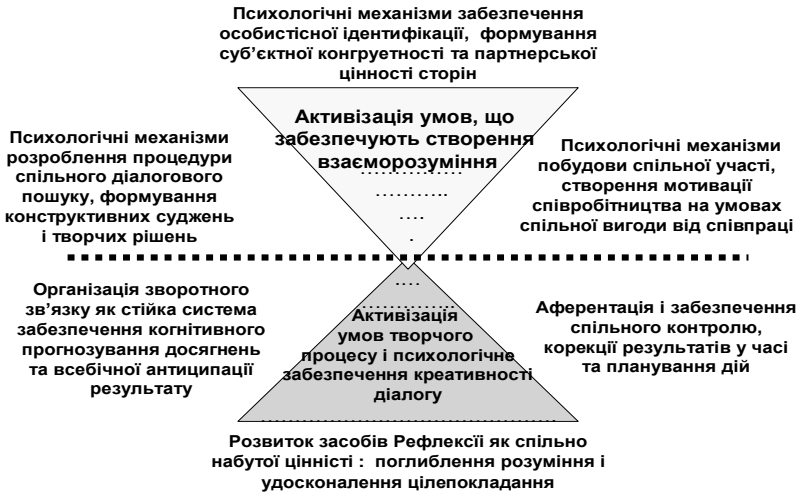 Психологічні механізми забезпечення
особистісної ідентифікації, формування
суб’єктної конгруетності та партнерської
цінності сторін
Активізація умов, що
забезпечують створення
взаєморозуміння
Психологічні механізми
розроблення процедури
спільного діалогового
пошуку, формування
конструктивних суджень
і творчих рішень
Психологічні механізми
побудови спільної участі,
створення мотивації
співробітництва на умовах
спільної вигоди від співпраці
Організація зворотного
зв’язку як стійка система
забезпечення когнітивного
прогнозування досягнень
та всебічної антиципації
результату
Активізація
умов творчого
процесу і психологічне
забезпечення креативності
діалогу
Аферентація і забезпечення
спільного контролю,
корекції результатів у часі
та планування дій
Розвиток засобів Рефлексїї як спільно
набутої цінністі : поглиблення розуміння і
удосконалення цілепокладання